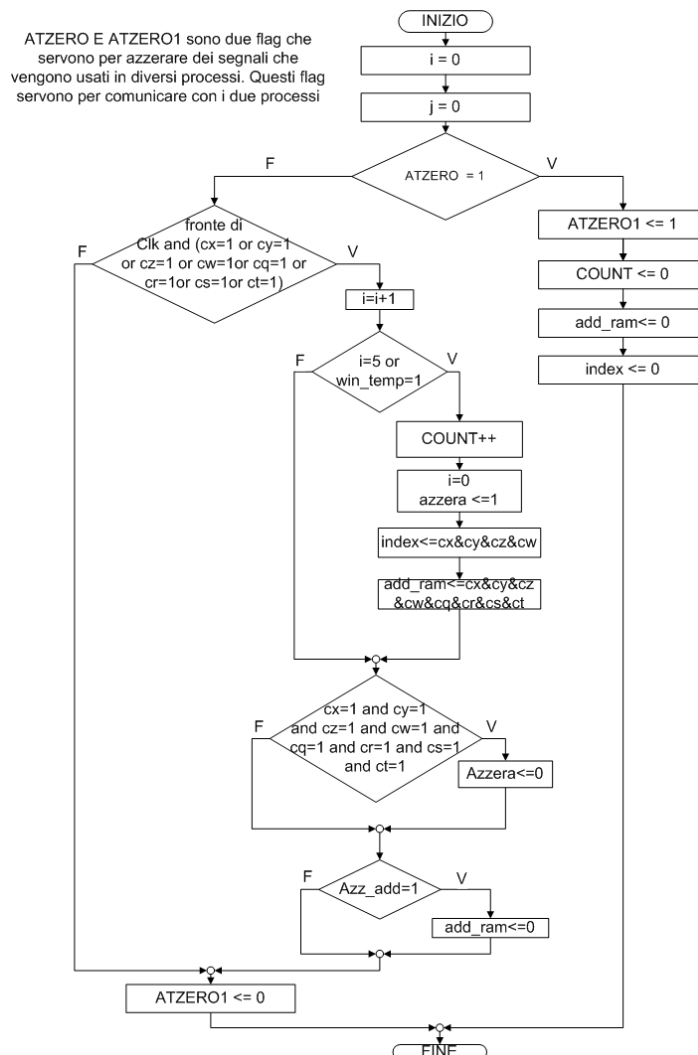 ATZERO E ATZERO1 sono due flag che
servono per azzerare dei segnali che
vengono usati in diversi processi. Questi flag
servono per comunicare con i due processi
INIZIO
i = 0
j = 0
F
V
ATZERO = 1
ATZERO1 <= 1
COUNT <= 0
add_ram<= 0
index <= 0
F
fronte di
Clk and (cx=1 or cy=1
or cz=1 or cw=1or cq=1 or
cr=1or cs=1or ct=1)
V
i=i+1
F
i=5 or
win_temp=1
V
COUNT++
i=0
azzera <=1
index<=cx&cy&cz&cw
add_ram<=cx&cy&cz
&cw&cq&cr&cs&ct
F
cx=1 and cy=1
and cz=1 and cw=1 and
cq=1 and cr=1 and cs=1
and ct=1
V
Azzera<=0
F
Azz_add=1
V
add_ram<=0
ATZERO1 <= 0
FINE